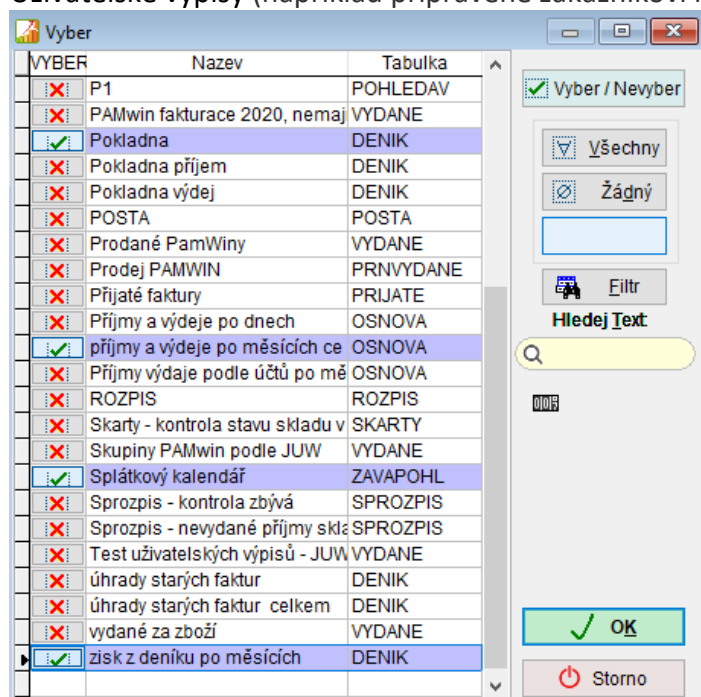 Vyber
VYBER Nazev Tabulka
P1 POHLEDAV
PAMwin fakturace 2020, nemaj VYDANE
Pokladna DENIK
Pokladna příjem DENIK
Pokladna výdej DENIK
POSTA POSTA
Prodané PamWiny VYDANE
Prodej PAMWIN PRNVYDANE
Přijaté faktury PRIJATE
Příjmy a výdeje po dnech OSNOVA
příjmy a výdeje po měsících ce OSNOVA
Příjmy výdaje podle účtů po mě OSNOVA
ROZPIS ROZPIS
Skarty - kontrola stavu skladu v SKARTY
Skupiny PAMwin podle JUW VYDANE
Splátkový kalendář ZAVAPOHL
Sprozpis - kontrola zbývá SPROZPIS
Sprozpis - nevydané příjmy skla SPROZPIS
Test uživatelských výpisů - JUW VYDANE
úhrady starých faktur DENIK
úhrady starých faktur celkem DENIK
vydané za zboží VYDANE
zisk z deníku po měsících DENIK
Vyber / Nevyber
Všechny
Žádný
Filtr
Hledej Text:
OK
Storno